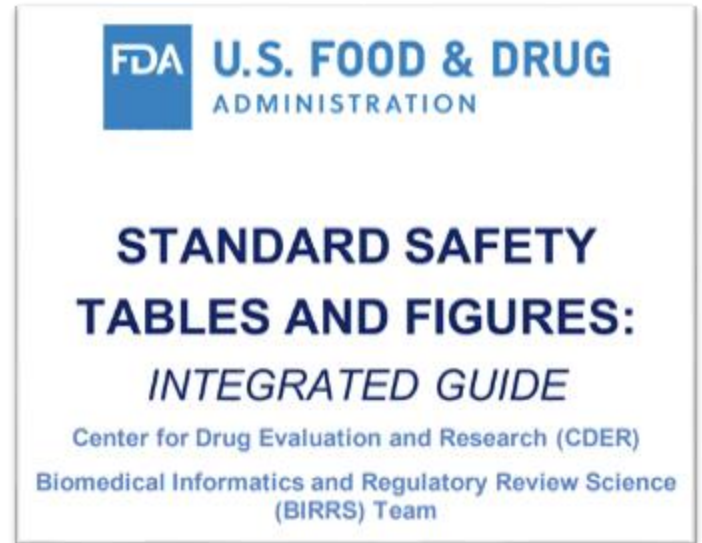 FDA U.S. FOOD & DRUG
ADMINISTRATION
STANDARD SAFETY
TABLES AND FIGURES:
INTEGRATED GUIDE
Center for Drug Evaluation and Research (CDER)
Biomedical Informatics and Regulatory Review Science
(BIRRS) Team